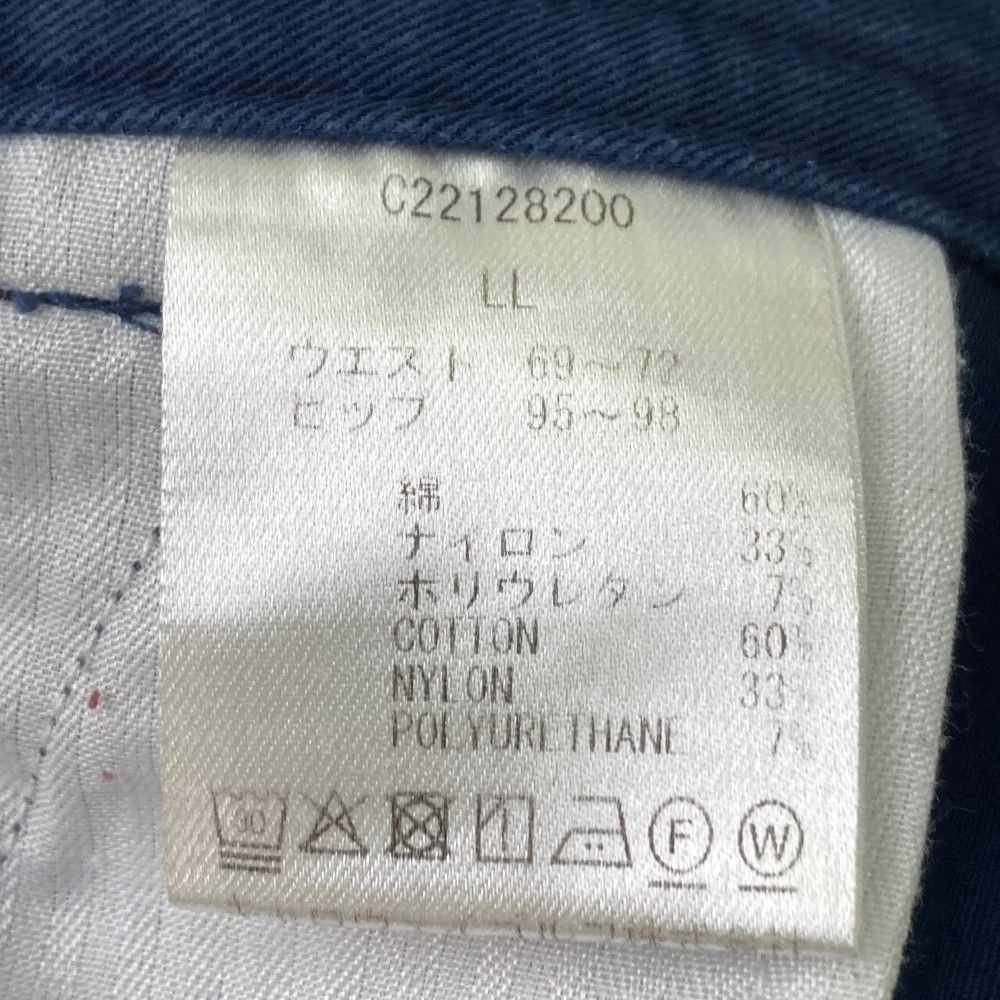 C22128200
LL
ウエスト 69～72
ヒップ 95～98
綿 60%
ナイロン 33%
ポリウレタン 7%
COTTON 60%
NYLON 33%
POLYURETHANE 7%
30 F W